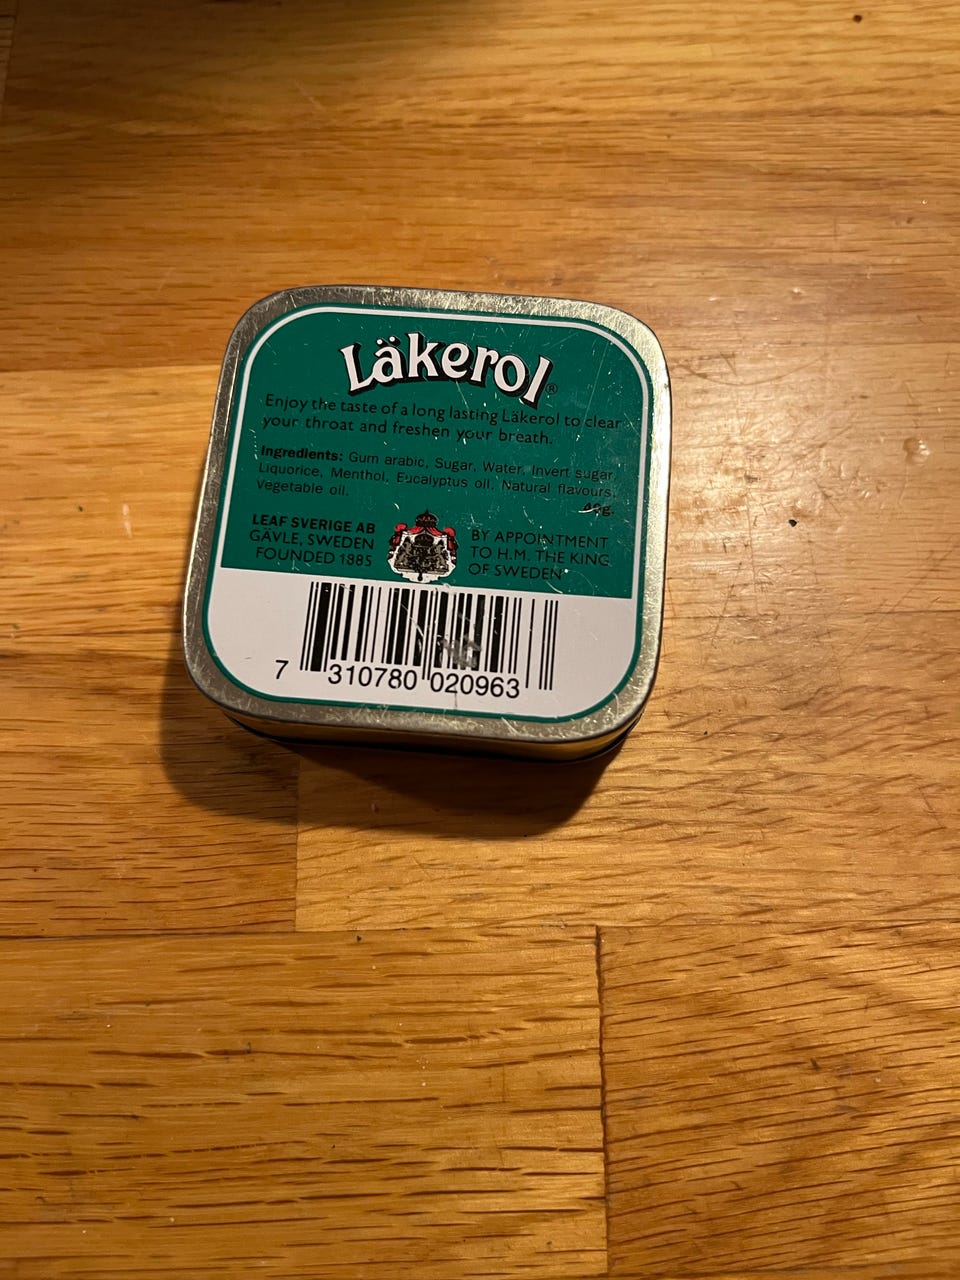 Läkerol®
Enjoy the taste of a long lasting Läkerol to clear
your throat and freshen your breath.
Ingredients: Gum arabic, Sugar, Water, Invert sugar,
Liquorice, Menthol, Eucalyptus oil, Natural flavours,
Vegetable oil.
g.
LEAF SVERIGE AB
GÄVLE, SWEDEN
FOUNDED 1885
BY APPOINTMENT
TO H.M. THE KING
OF SWEDEN
7 310780 020963